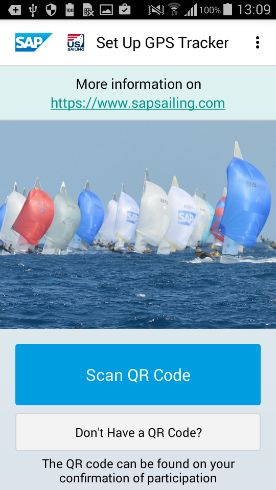 100% 13:09
SAP US SAILING Set Up GPS Tracker
More information on
https://www.sapsailing.com
SAP
Scan QR Code
Don't Have a QR Code?
The QR code can be found on your
confirmation of participation